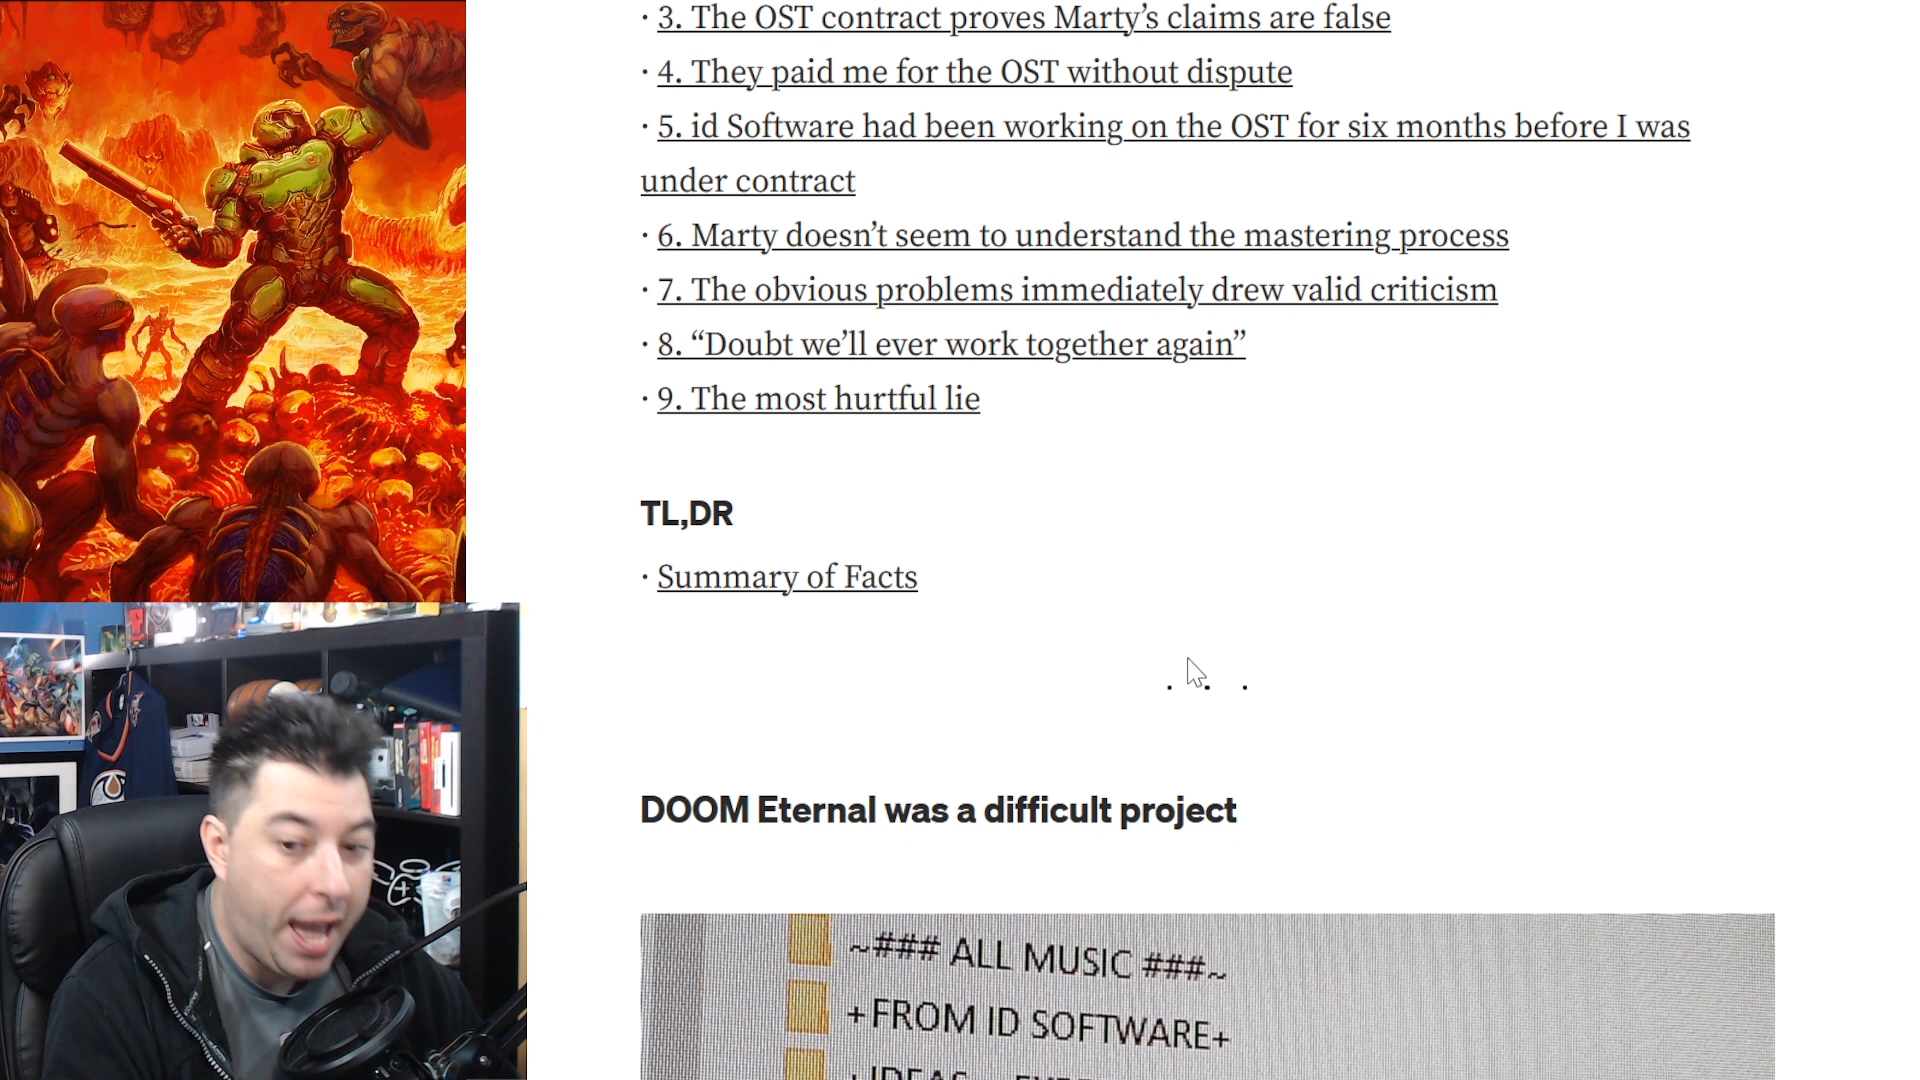 · 3. The OST contract proves Marty’s claims are false
· 4. They paid me for the OST without dispute
· 5. id Software had been working on the OST for six months before I was
under contract
· 6. Marty doesn’t seem to understand the mastering process
· 7. The obvious problems immediately drew valid criticism
· 8. “Doubt we’ll ever work together again”
· 9. The most hurtful lie
TL,DR
· Summary of Facts
. . .
DOOM Eternal was a difficult project
~### ALL MUSIC ###~
+FROM ID SOFTWARE+